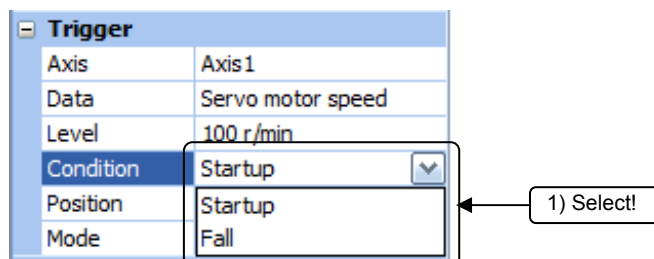 Trigger
Axis Axis1
Data Servo motor speed
Level 100 r/min
Condition Startup
Position Startup
Mode Fall
1) Select!